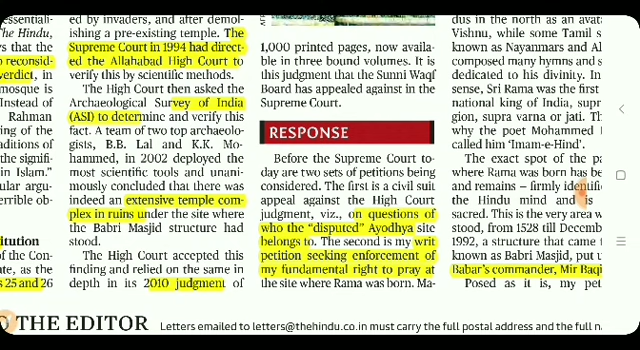 essentiali-
The Hindu,
ys that the
reconsid-
verdict, in
mosque is
Instead of
Rahman
ng of the
aditions of
the signifi-
in Islam."
ular argu-
errible ob-
titution
of the Con-
ate, as the
s 25 and 26
ed by invaders, and after demol-
ishing a pre-existing temple. The
Supreme Court in 1994 had direct-
ed the Allahabad High Court to
verify this by scientific methods.
The High Court then asked the
Archaeological Survey of India
(ASI) to determine and verify this
fact. A team of two top archaeolo-
gists, B.B. Lal and K.K. Mo-
hammed, in 2002 deployed the
most scientific tools and unani-
mously concluded that there was
indeed an extensive temple com-
plex in ruins under the site where
the Babri Masjid structure had
stood.
The High Court accepted this
finding and relied on the same in
depth in its 2010 judgment of
1,000 printed pages, now availa-
ble in three bound volumes. It is
this judgment that the Sunni Waqf
Board has appealed against in the
Supreme Court.
RESPONSE
Before the Supreme Court to-
day are two sets of petitions being
considered. The first is a civil suit
appeal against the High Court
judgment, viz., on questions of
who the "disputed" Ayodhya site
belongs to. The second is my writ
petition seeking enforcement of
my fundamental right to pray at
the site where Rama was born. Ma-
dus in the north as an avata
Vishnu, while some Tamil s
known as Nayanmars and Al
composed many hymns and s
dedicated to his divinity. In
sense, Sri Rama was the first
national king of India, supr
gion, supra varna or jati. Th
why the poet Mohammed I
called him 'Imam-e-Hind'.
The exact spot of the pa
where Rama was born has be
and remains – firmly identifie
the Hindu mind and is
sacred. This is the very area w
stood, from 1528 till Decemb
1992, a structure that came t
known as Babri Masjid, put u
Babar's commander, Mir Baqi
Posed as it is, my pet
O THE EDITOR
Letters emailed to letters@thehindu.co.in must carry the full postal address and the full n